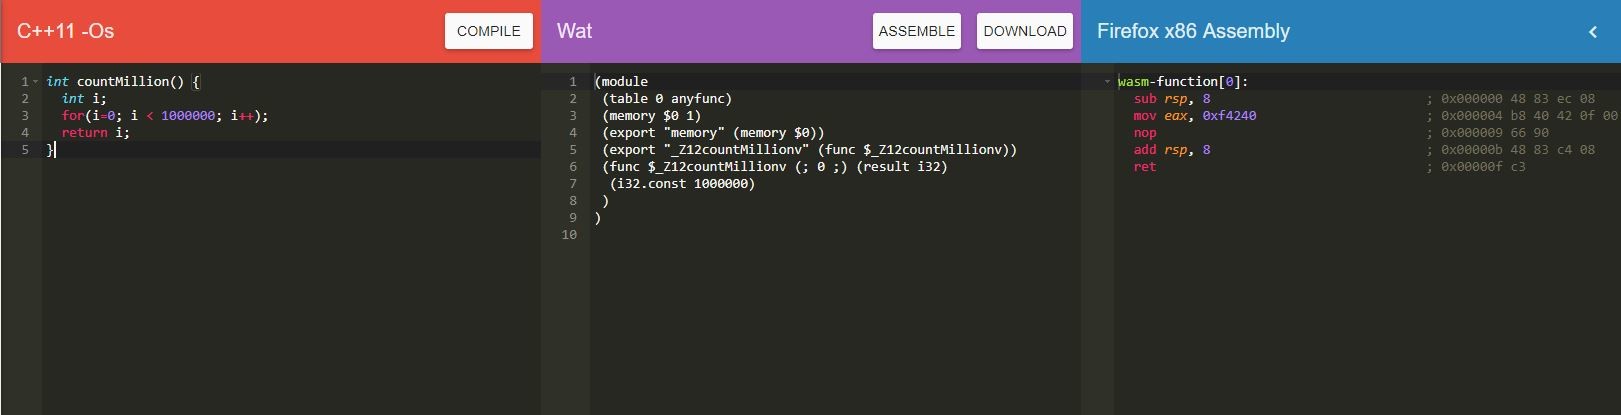 C++11 -Os
COMPILE
1 int countMillion() {
2   int i;
3   for(i=0; i < 1000000; i++);
4   return i;
5 }
Wat
ASSEMBLE
DOWNLOAD
1 (module
2  (table 0 anyfunc)
3  (memory $0 1)
4  (export "memory" (memory $0))
5  (export "_Z12countMillionv" (func $_Z12countMillionv))
6  (func $_Z12countMillionv (; 0 ;) (result i32)
7   (i32.const 1000000)
8  )
9 )
10
Firefox x86 Assembly
wasm-function[0]:
  sub rsp, 8 ; 0x000000 48 83 ec 08
  mov eax, 0xf4240 ; 0x000004 b8 40 42 0f 00
  nop ; 0x000009 66 90
  add rsp, 8 ; 0x00000b 48 83 c4 08
  ret ; 0x00000f c3